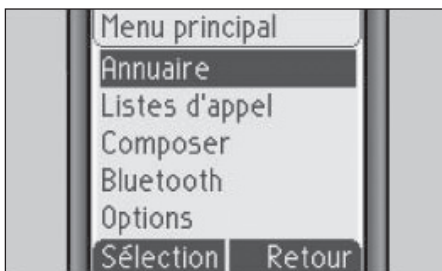 Menu principal
Annuaire
Listes d'appel
Composer
Bluetooth
Options
Sélection Retour